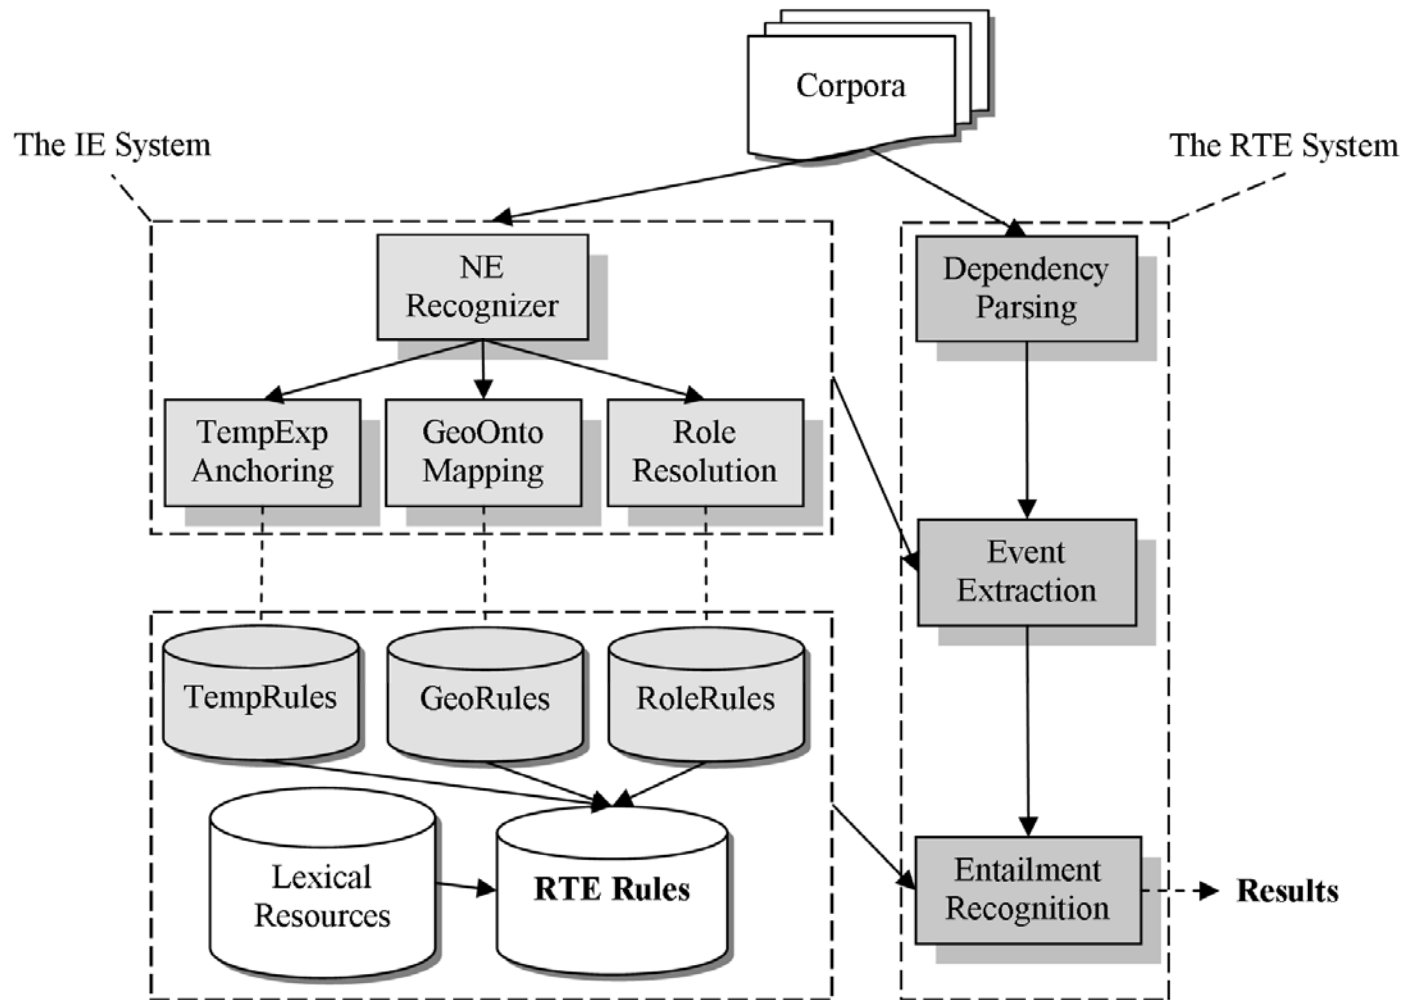 Corpora
The IE System
The RTE System
NE
Recognizer
Dependency
Parsing
TempExp
Anchoring
GeoOnto
Mapping
Role
Resolution
Event
Extraction
TempRules
GeoRules
RoleRules
Lexical
Resources
RTE Rules
Entailment
Recognition
Results